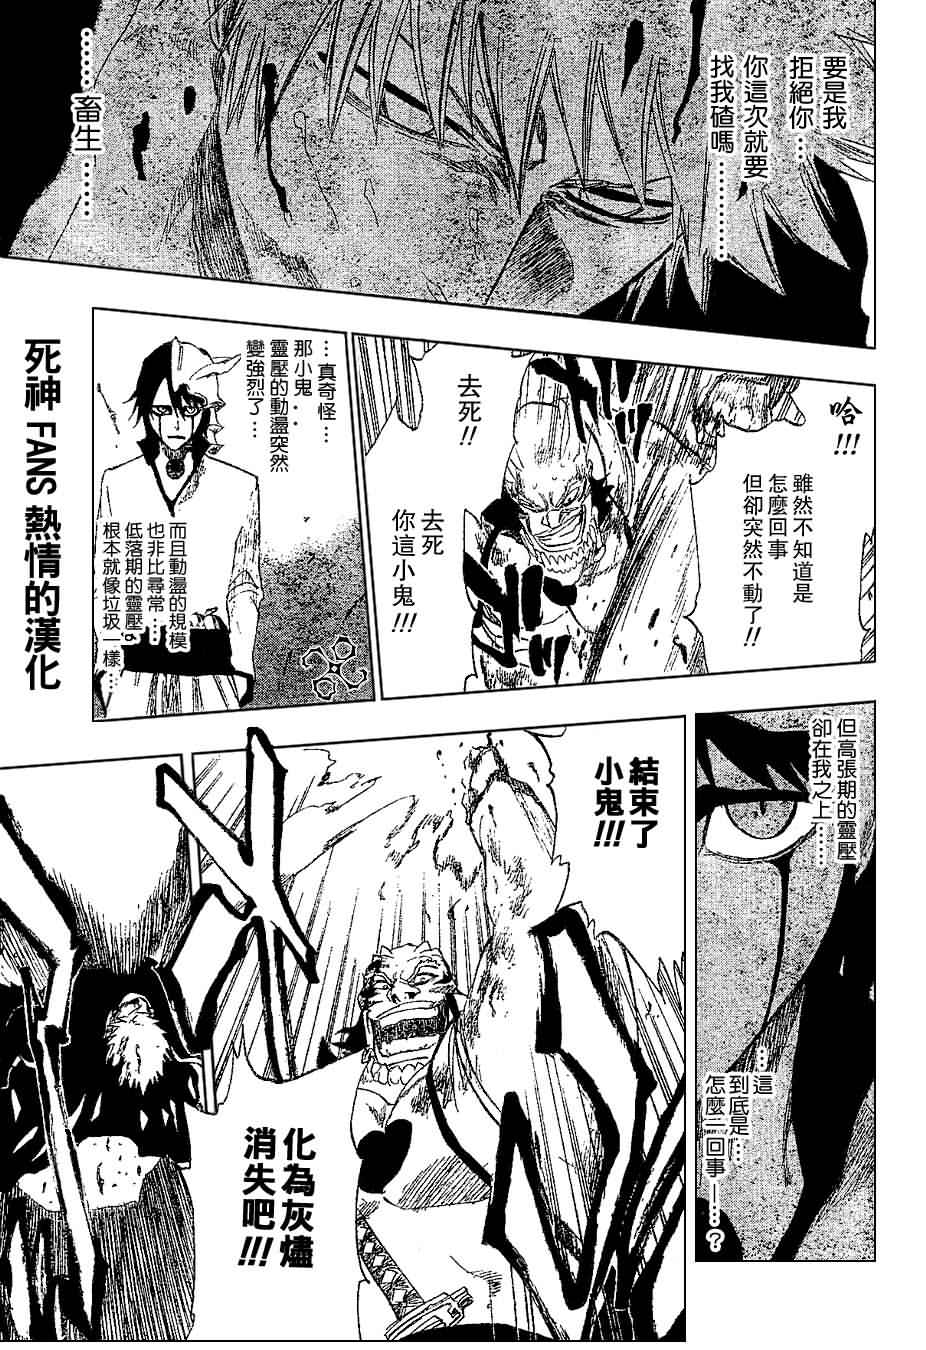 要是我
拒絕你…
你這次就要
找我碴嗎………
……畜生……
哈!!!
雖然不知道是
怎麼回事
但卻突然不動了!!
去死!!
去死
你這小鬼!!!
…真奇怪…
那小鬼..
靈壓的動盪突然
變強烈了…
而且動盪的規模
也非比尋常…
低落期的靈壓
根本就像垃圾一樣…
死神 FANS 熱情的漢化
但高張期的靈壓
卻在我之上……
…這
到底是…
怎麼一回事——…?
結束了
小鬼!!!
化為灰燼
消失吧!!!